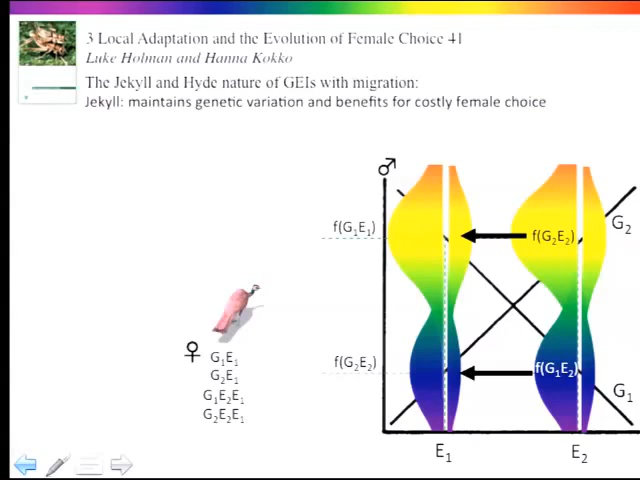 3 Local Adaptation and the Evolution of Female Choice 41
Luke Holman and Hanna Kokko
The Jekyll and Hyde nature of GEIs with migration:
Jekyll: maintains genetic variation and benefits for costly female choice
♂
G₂
f(G₁E₁)
f(G₂E₂)
f(G₂E₂)
f(G₁E₂)
G₁
♀
G₁E₁
G₂E₁
G₁E₂E₁
G₂E₂E₁
E₁
E₂